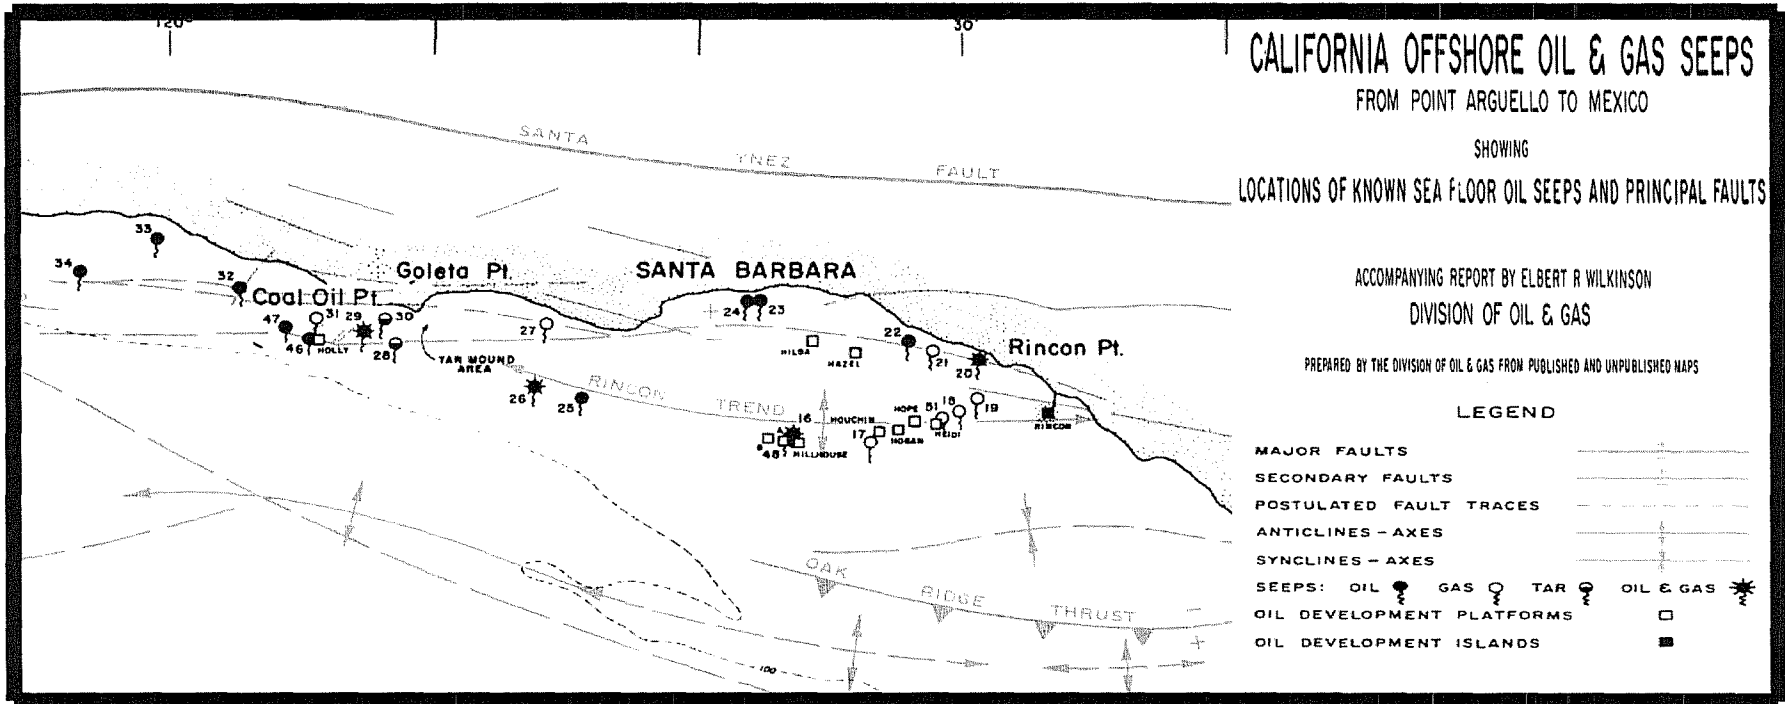 120°
30'
CALIFORNIA OFFSHORE OIL & GAS SEEPS
FROM POINT ARGUELLO TO MEXICO
SHOWING
LOCATIONS OF KNOWN SEA FLOOR OIL SEEPS AND PRINCIPAL FAULTS
ACCOMPANYING REPORT BY ELBERT R WILKINSON
DIVISION OF OIL & GAS
PREPARED BY THE DIVISION OF OIL & GAS FROM PUBLISHED AND UNPUBLISHED MAPS
LEGEND
MAJOR FAULTS
SECONDARY FAULTS
POSTULATED FAULT TRACES
ANTICLINES - AXES
SYNCLINES - AXES
SEEPS: OIL GAS TAR OIL & GAS
OIL DEVELOPMENT PLATFORMS
OIL DEVELOPMENT ISLANDS
SANTA YNEZ FAULT
33
34
32
Goleta Pt.
SANTA BARBARA
Coal Oil Pt.
47
31
29
30
46
HOLLY
28
TAR MOUND
AREA
27
24
23
22
21
20
Rincon Pt.
HILDA
HAZEL
RINCON TREND
26
25
16
HOUCHIN
HOPE
51
18
19
17
HOGAN
HEIDI
RINCON
A
B
48
HILLHOUSE
OAK RIDGE THRUST
100